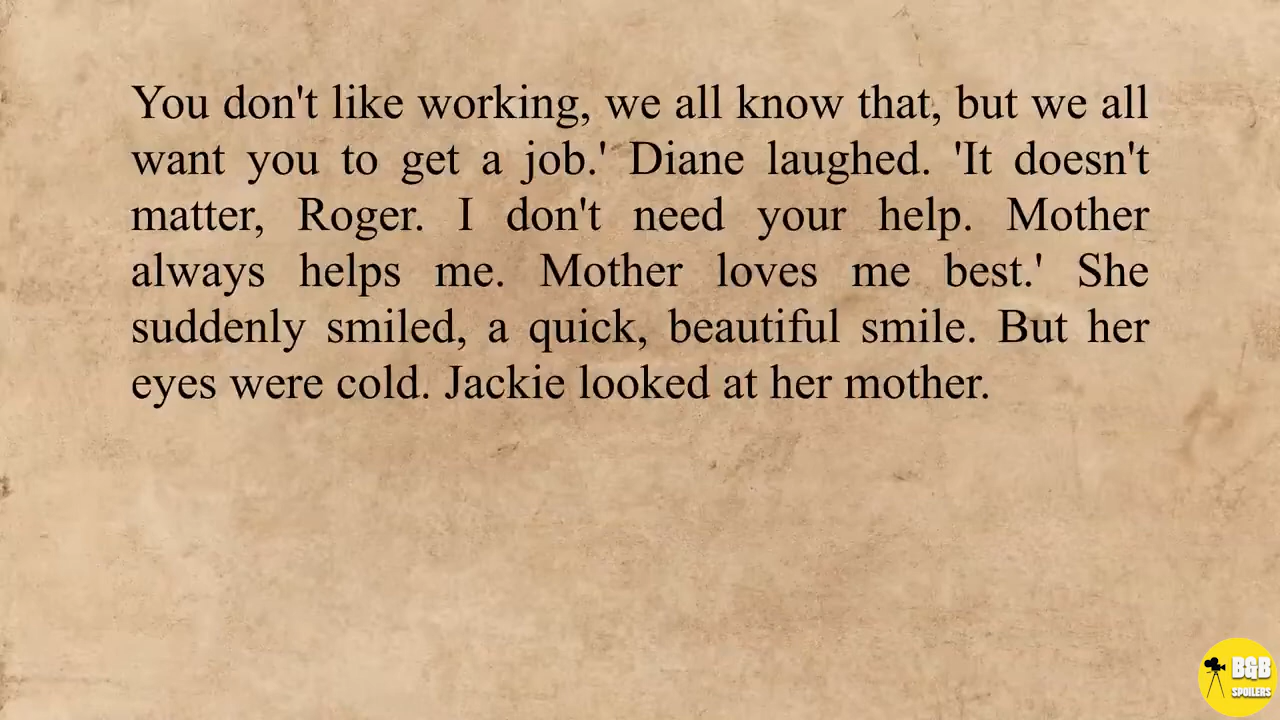 You don't like working, we all know that, but we all
want you to get a job.' Diane laughed. 'It doesn't
matter, Roger. I don't need your help. Mother
always helps me. Mother loves me best.' She
suddenly smiled, a quick, beautiful smile. But her
eyes were cold. Jackie looked at her mother.
B&B
SPOILERS